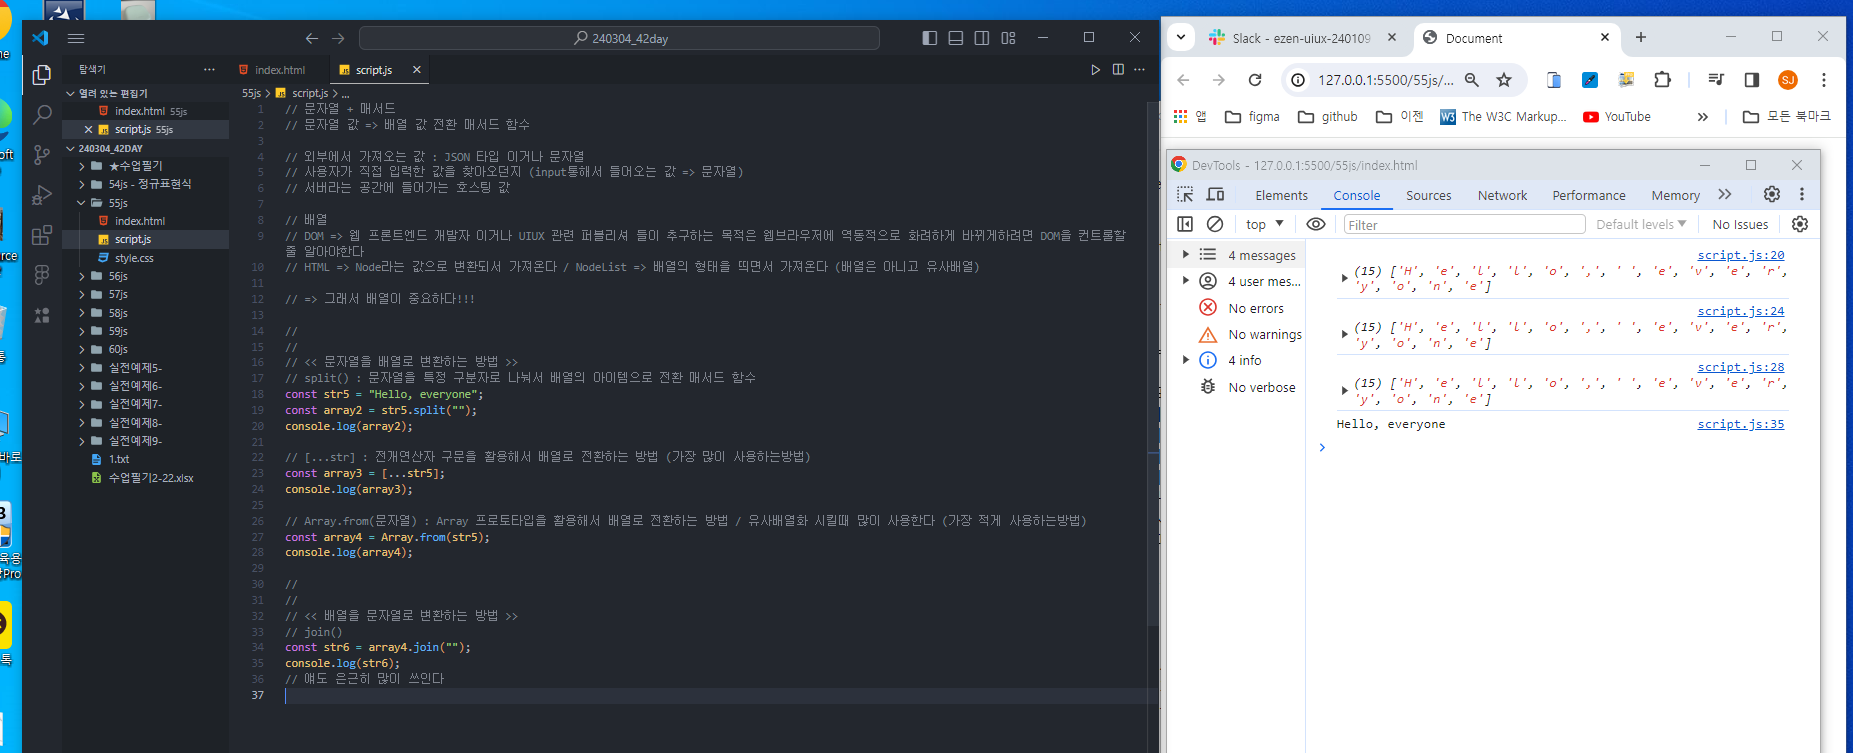 240304_42day
탐색기
열려 있는 편집기
index.html 55js
script.js 55js
240304_42DAY
★수업필기
54js - 정규표현식
55js
index.html
script.js
style.css
56js
57js
58js
59js
60js
실전예제5-
실전예제6-
실전예제7-
실전예제8-
실전예제9-
1.txt
수업필기2-22.xlsx
index.html
script.js
55js > script.js > ...
1 // 문자열 + 매서드
2 // 문자열 값 => 배열 값 전환 매서드 함수
3
4 // 외부에서 가져오는 값 : JSON 타입 이거나 문자열
5 // 사용자가 직접 입력한 값을 찾아오던지 (input통해서 들어오는 값 => 문자열)
6 // 서버라는 공간에 들어가는 호스팅 값
7
8 // 배열
9 // DOM => 웹 프론트엔드 개발자 이거나 UIUX 관련 퍼블리셔 들이 추구하는 목적은 웹브라우저에 역동적으로 화려하게 바뀌게하려면 DOM을 컨트롤할
줄 알아야한다
10 // HTML => Node라는 값으로 변환되서 가져온다 / NodeList => 배열의 형태를 띄면서 가져온다 (배열은 아니고 유사배열)
11
12 // => 그래서 배열이 중요하다!!!
13
14 //
15 //
16 // << 문자열을 배열로 변환하는 방법 >>
17 // split() : 문자열을 특정 구분자로 나눠서 배열의 아이템으로 전환 매서드 함수
18 const str5 = "Hello, everyone";
19 const array2 = str5.split("");
20 console.log(array2);
21
22 // [...str] : 전개연산자 구문을 활용해서 배열로 전환하는 방법 (가장 많이 사용하는방법)
23 const array3 = [...str5];
24 console.log(array3);
25
26 // Array.from(문자열) : Array 프로토타입을 활용해서 배열로 전환하는 방법 / 유사배열화 시킬때 많이 사용한다 (가장 적게 사용하는방법)
27 const array4 = Array.from(str5);
28 console.log(array4);
29
30 //
31 //
32 // << 배열을 문자열로 변환하는 방법 >>
33 // join()
34 const str6 = array4.join("");
35 console.log(str6);
36 // 얘도 은근히 많이 쓰인다
37
Slack - ezen-uiux-240109
Document
127.0.0.1:5500/55js/...
SJ
앱
figma
github
이젠
W3 The W3C Markup...
YouTube
모든 북마크
DevTools - 127.0.0.1:5500/55js/index.html
Elements Console Sources Network Performance Memory
top
Filter
Default levels
No Issues
4 messages
4 user mes...
No errors
No warnings
4 info
No verbose
script.js:20
(15) ['H', 'e', 'l', 'l', 'o', ',', ' ', 'e', 'v', 'e', 'r',
'y', 'o', 'n', 'e']
script.js:24
(15) ['H', 'e', 'l', 'l', 'o', ',', ' ', 'e', 'v', 'e', 'r',
'y', 'o', 'n', 'e']
script.js:28
(15) ['H', 'e', 'l', 'l', 'o', ',', ' ', 'e', 'v', 'e', 'r',
'y', 'o', 'n', 'e']
Hello, everyone script.js:35